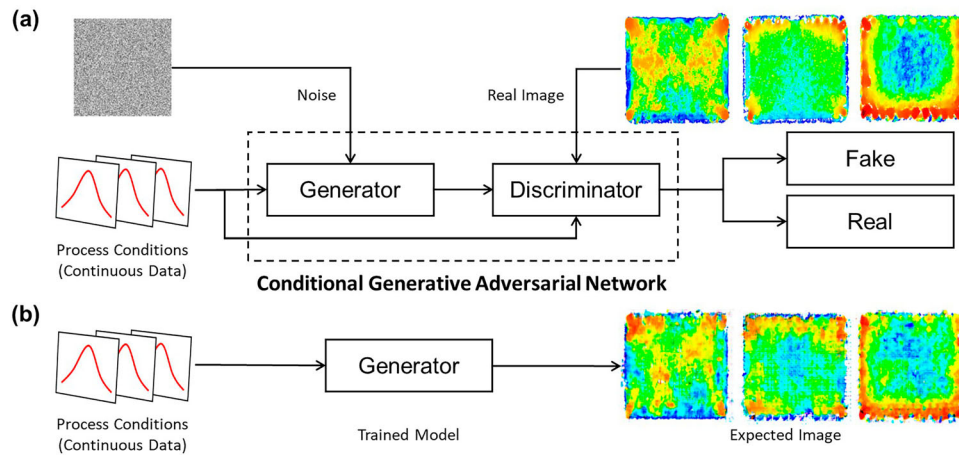 (a)
Noise
Real Image
Generator
Discriminator
Fake
Real
Process Conditions
(Continuous Data)
Conditional Generative Adversarial Network
(b)
Generator
Process Conditions
(Continuous Data)
Trained Model
Expected Image